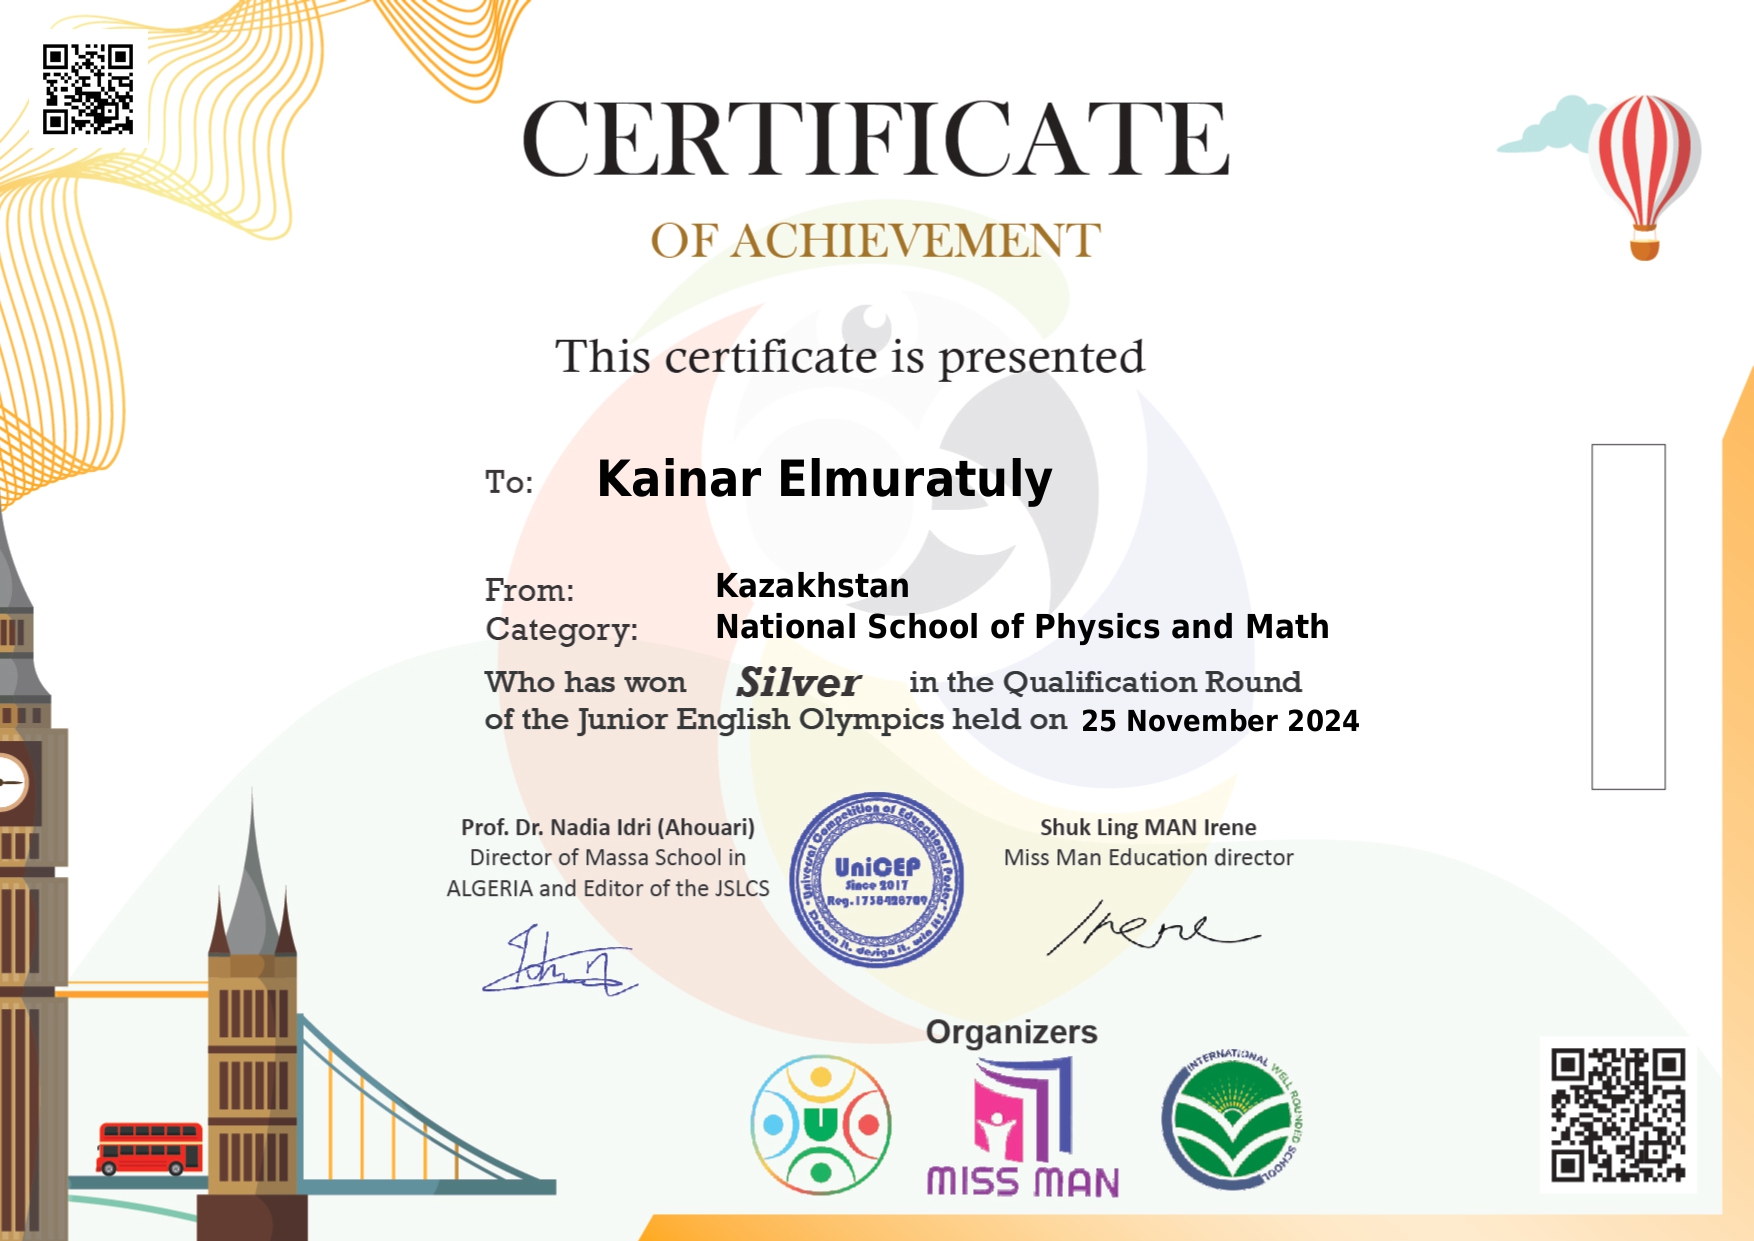 CERTIFICATE
OF ACHIEVEMENT
This certificate is presented
To: Kainar Elmuratuly
From: Kazakhstan
Category: National School of Physics and Math
Who has won Silver in the Qualification Round
of the Junior English Olympics held on 25 November 2024
Prof. Dr. Nadia Idri (Ahouari)
Director of Massa School in
ALGERIA and Editor of the JSLCS
Universal Competition of Educational Poster
UniCEP
Since 2017
Reg.1758426709
Dream it. design it. win it!
Shuk Ling MAN Irene
Miss Man Education director
Irene
Organizers
U
MISS MAN
INTERNATIONAL WELL ROUNDED SCHOOL